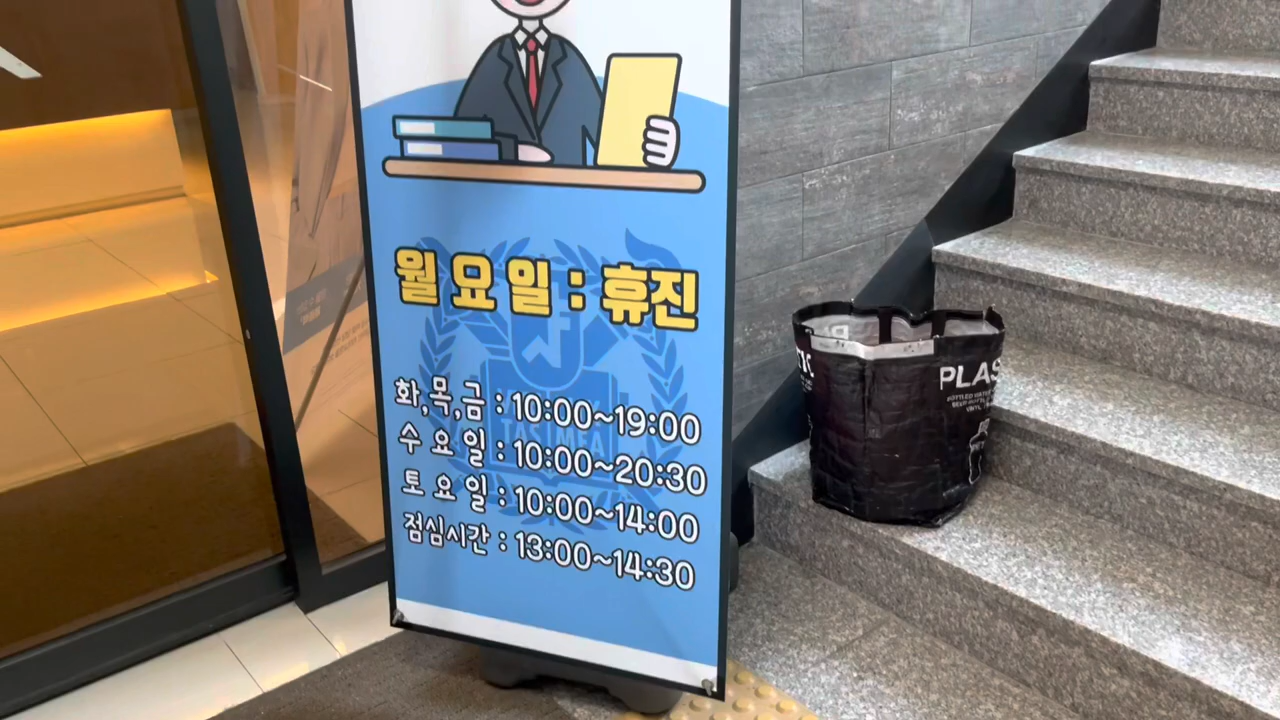 월요일 : 휴진
화,목,금 : 10:00~19:00
수요일 : 10:00~20:30
토요일 : 10:00~14:00
점심시간 : 13:00~14:30
PLAS